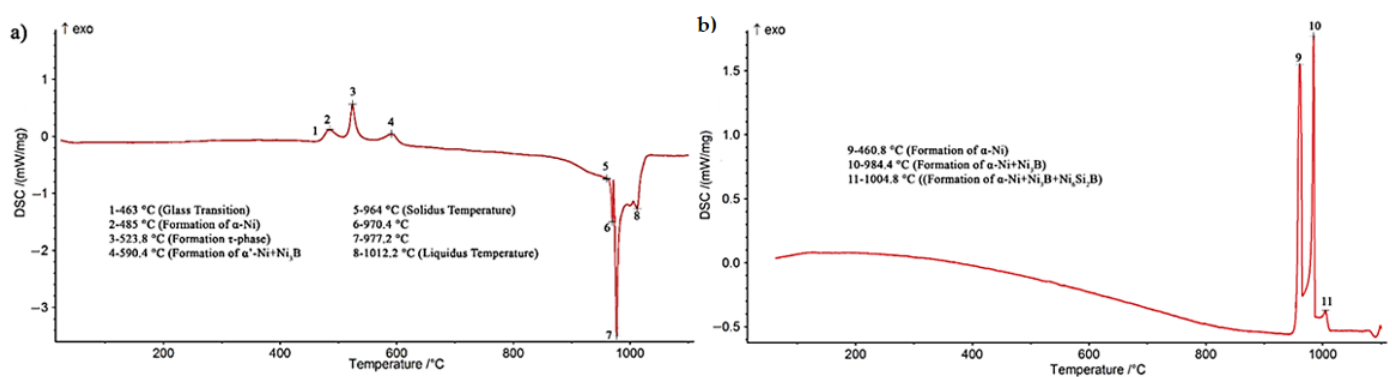 a)
↑ exo
DSC /(mW/mg)
1
0
−1
−2
−3
1
2
3
4
5
6
7
8
1-463 °C (Glass Transition)
2-485 °C (Formation of α-Ni)
3-523,8 °C (Formation τ-phase)
4-590.4 °C (Formation of α'-Ni+Ni₃B
5-964 °C (Solidus Temperature)
6-970.4 °C
7-977.2 °C
8-1012.2 °C (Liquidus Temperature)
200
400
600
800
1000
Temperature /°C
b)
↑ exo
DSC /(mW/mg)
1.5
1.0
0.5
0.0
−0.5
9
10
11
9-460.8 °C (Formation of α-Ni)
10-984.4 °C (Formation of α-Ni+Ni₃B)
11-1004.8 °C ((Formation of α-Ni+Ni₃B+Ni₆Si₂B)
200
400
600
800
1000
Temperature /°C